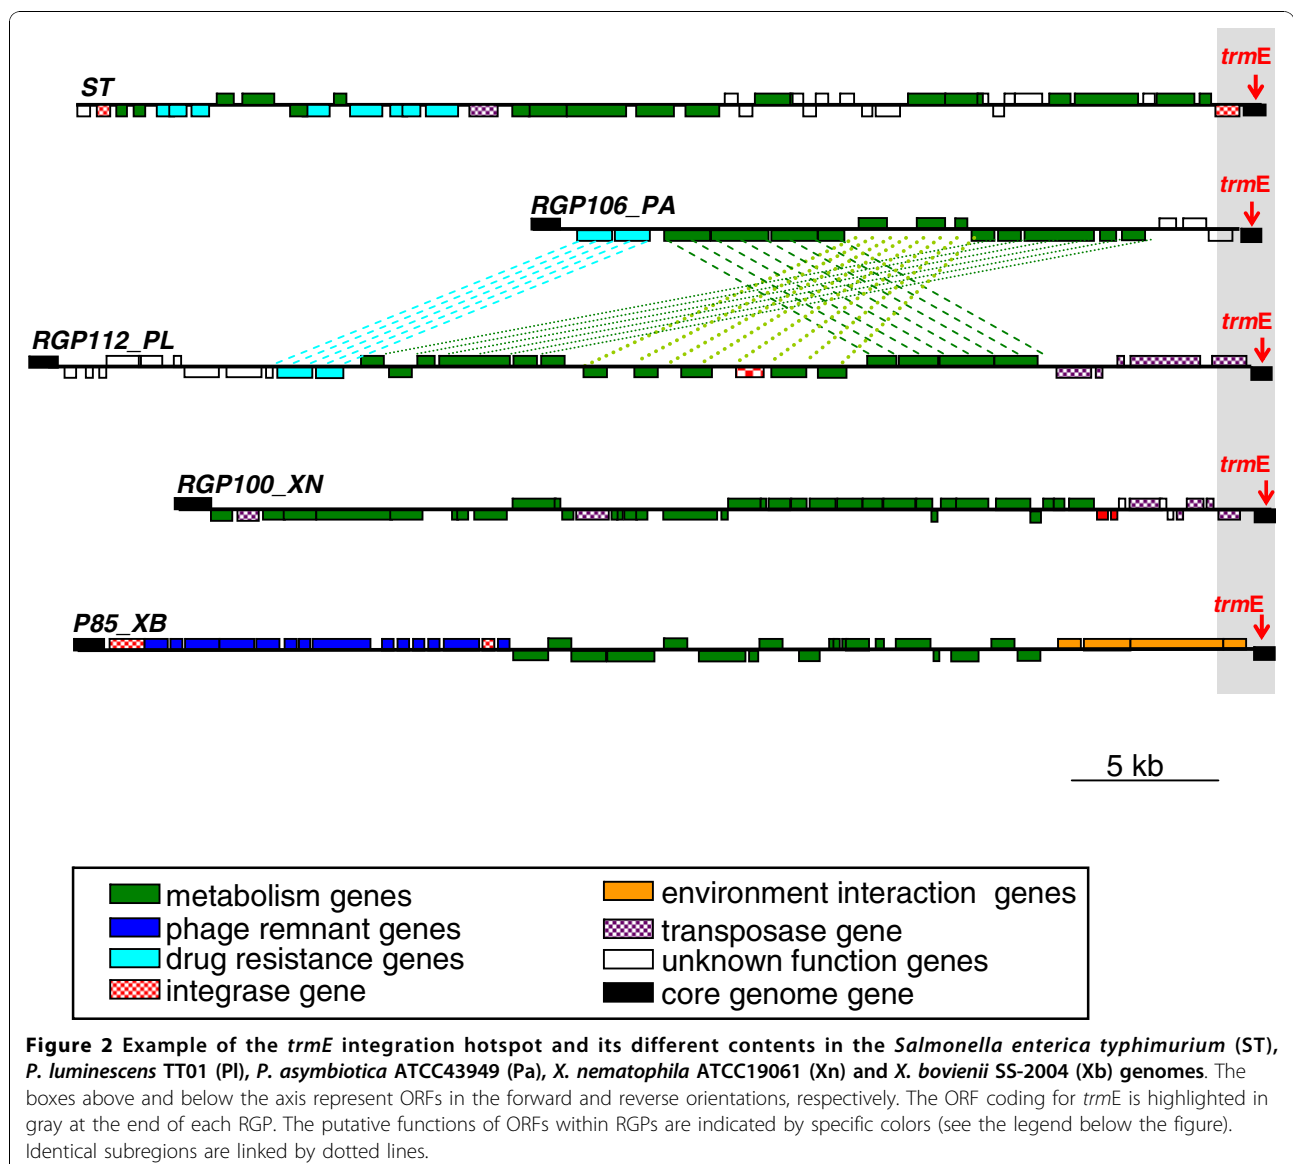 trmE
ST
trmE
RGP106_PA
trmE
RGP112_PL
trmE
RGP100_XN
trmE
P85_XB
5 kb
metabolism genes
environment interaction genes
phage remnant genes
transposase gene
drug resistance genes
unknown function genes
integrase gene
core genome gene
Figure 2 Example of the trmE integration hotspot and its different contents in the Salmonella enterica typhimurium (ST),
P. luminescens TT01 (Pl), P. asymbiotica ATCC43949 (Pa), X. nematophila ATCC19061 (Xn) and X. bovienii SS-2004 (Xb) genomes. The
boxes above and below the axis represent ORFs in the forward and reverse orientations, respectively. The ORF coding for trmE is highlighted in
gray at the end of each RGP. The putative functions of ORFs within RGPs are indicated by specific colors (see the legend below the figure).
Identical subregions are linked by dotted lines.